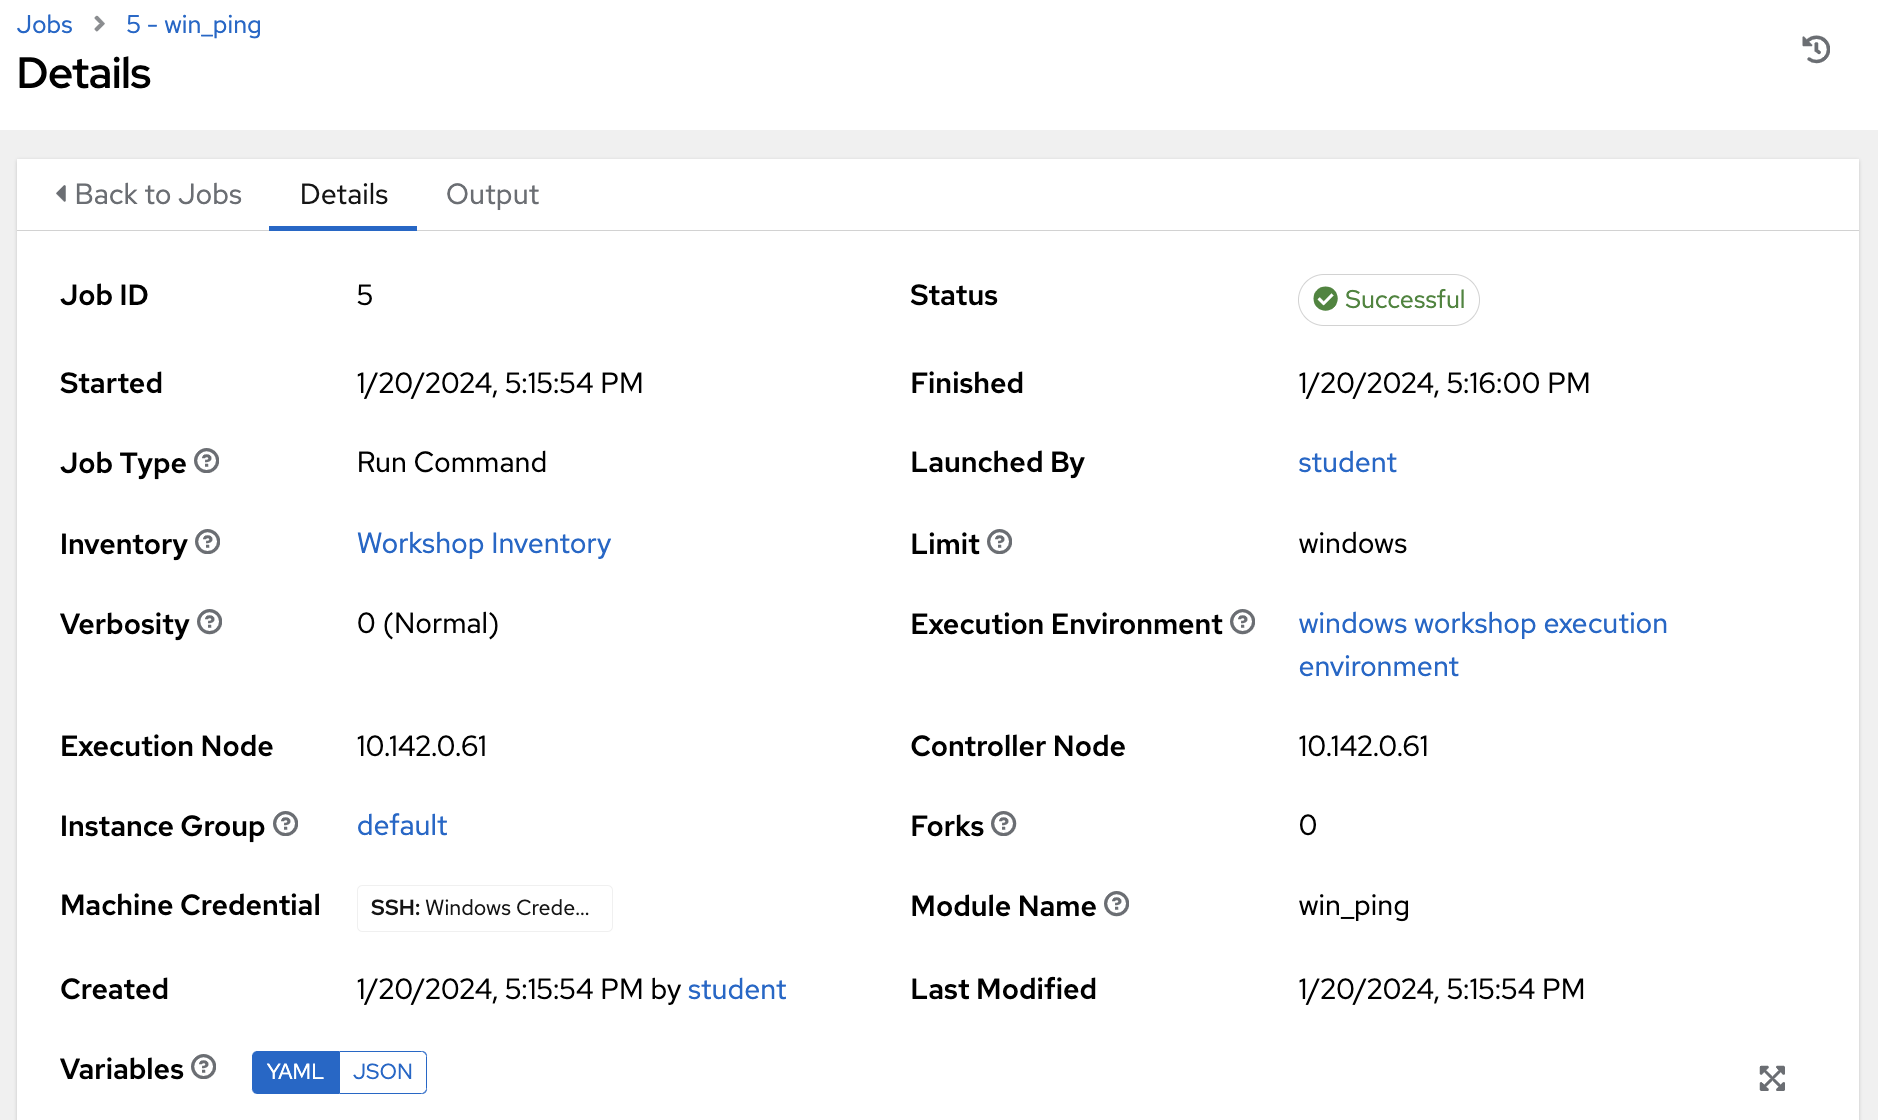 Jobs > 5 - win_ping
Details
Back to Jobs Details Output
Job ID 5 Status Successful
Started 1/20/2024, 5:15:54 PM Finished 1/20/2024, 5:16:00 PM
Job Type Run Command Launched By student
Inventory Workshop Inventory Limit windows
Verbosity 0 (Normal) Execution Environment windows workshop execution
environment
Execution Node 10.142.0.61 Controller Node 10.142.0.61
Instance Group default Forks 0
Machine Credential SSH: Windows Crede... Module Name win_ping
Created 1/20/2024, 5:15:54 PM by student Last Modified 1/20/2024, 5:15:54 PM
Variables YAML JSON